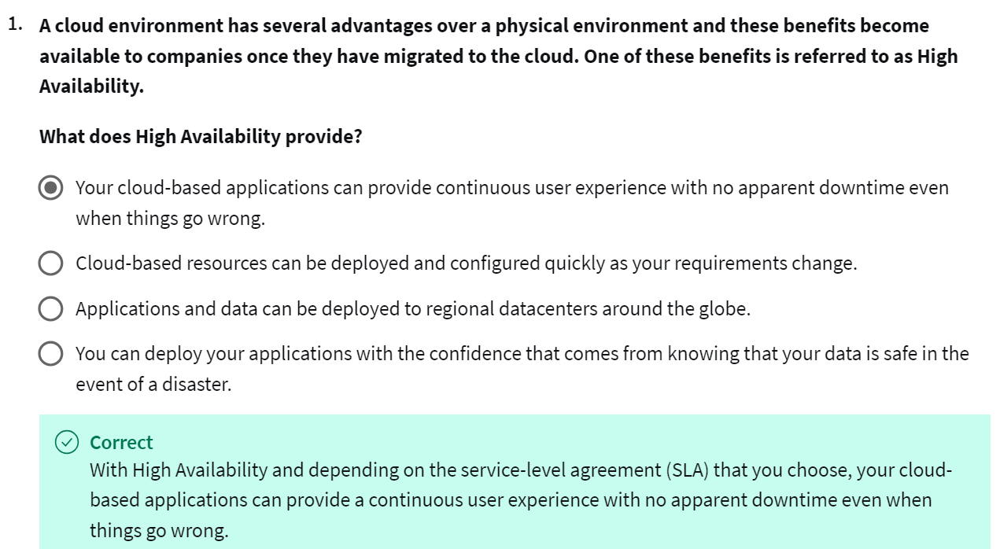 1. A cloud environment has several advantages over a physical environment and these benefits become
available to companies once they have migrated to the cloud. One of these benefits is referred to as High
Availability.
What does High Availability provide?
Your cloud-based applications can provide continuous user experience with no apparent downtime even
when things go wrong.
Cloud-based resources can be deployed and configured quickly as your requirements change.
Applications and data can be deployed to regional datacenters around the globe.
You can deploy your applications with the confidence that comes from knowing that your data is safe in the
event of a disaster.
Correct
With High Availability and depending on the service-level agreement (SLA) that you choose, your cloud-
based applications can provide a continuous user experience with no apparent downtime even when
things go wrong.